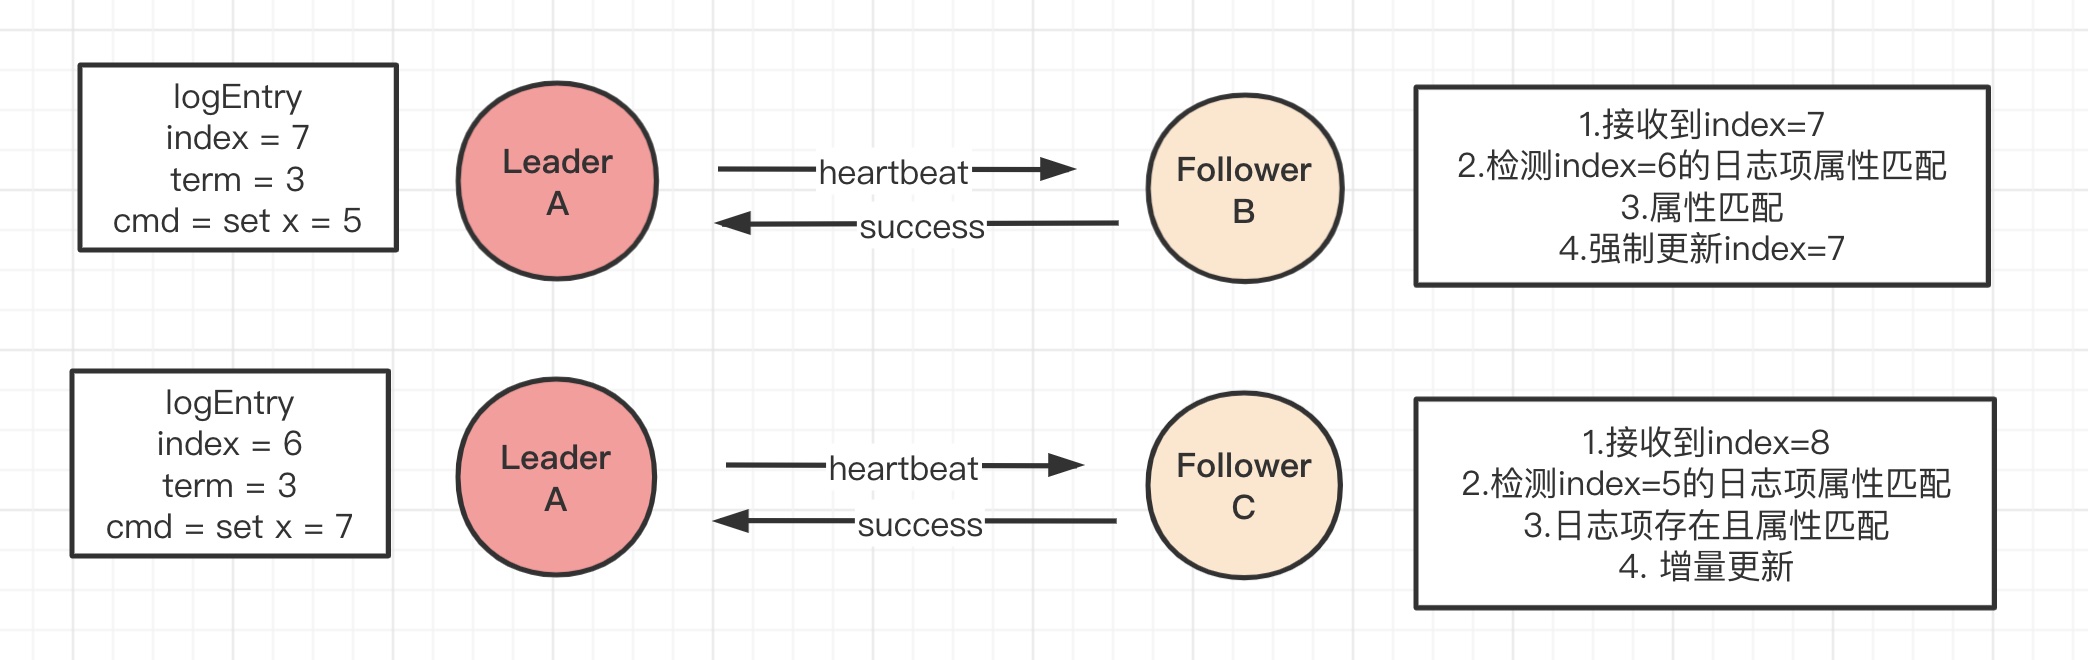 logEntry
index = 7
term = 3
cmd = set x = 5
Leader
A
heartbeat
success
Follower
B
1.接收到index=7
2.检测index=6的日志项属性匹配
3.属性匹配
4.强制更新index=7
logEntry
index = 6
term = 3
cmd = set x = 7
Leader
A
heartbeat
success
Follower
C
1.接收到index=8
2.检测index=5的日志项属性匹配
3.日志项存在且属性匹配
4. 增量更新